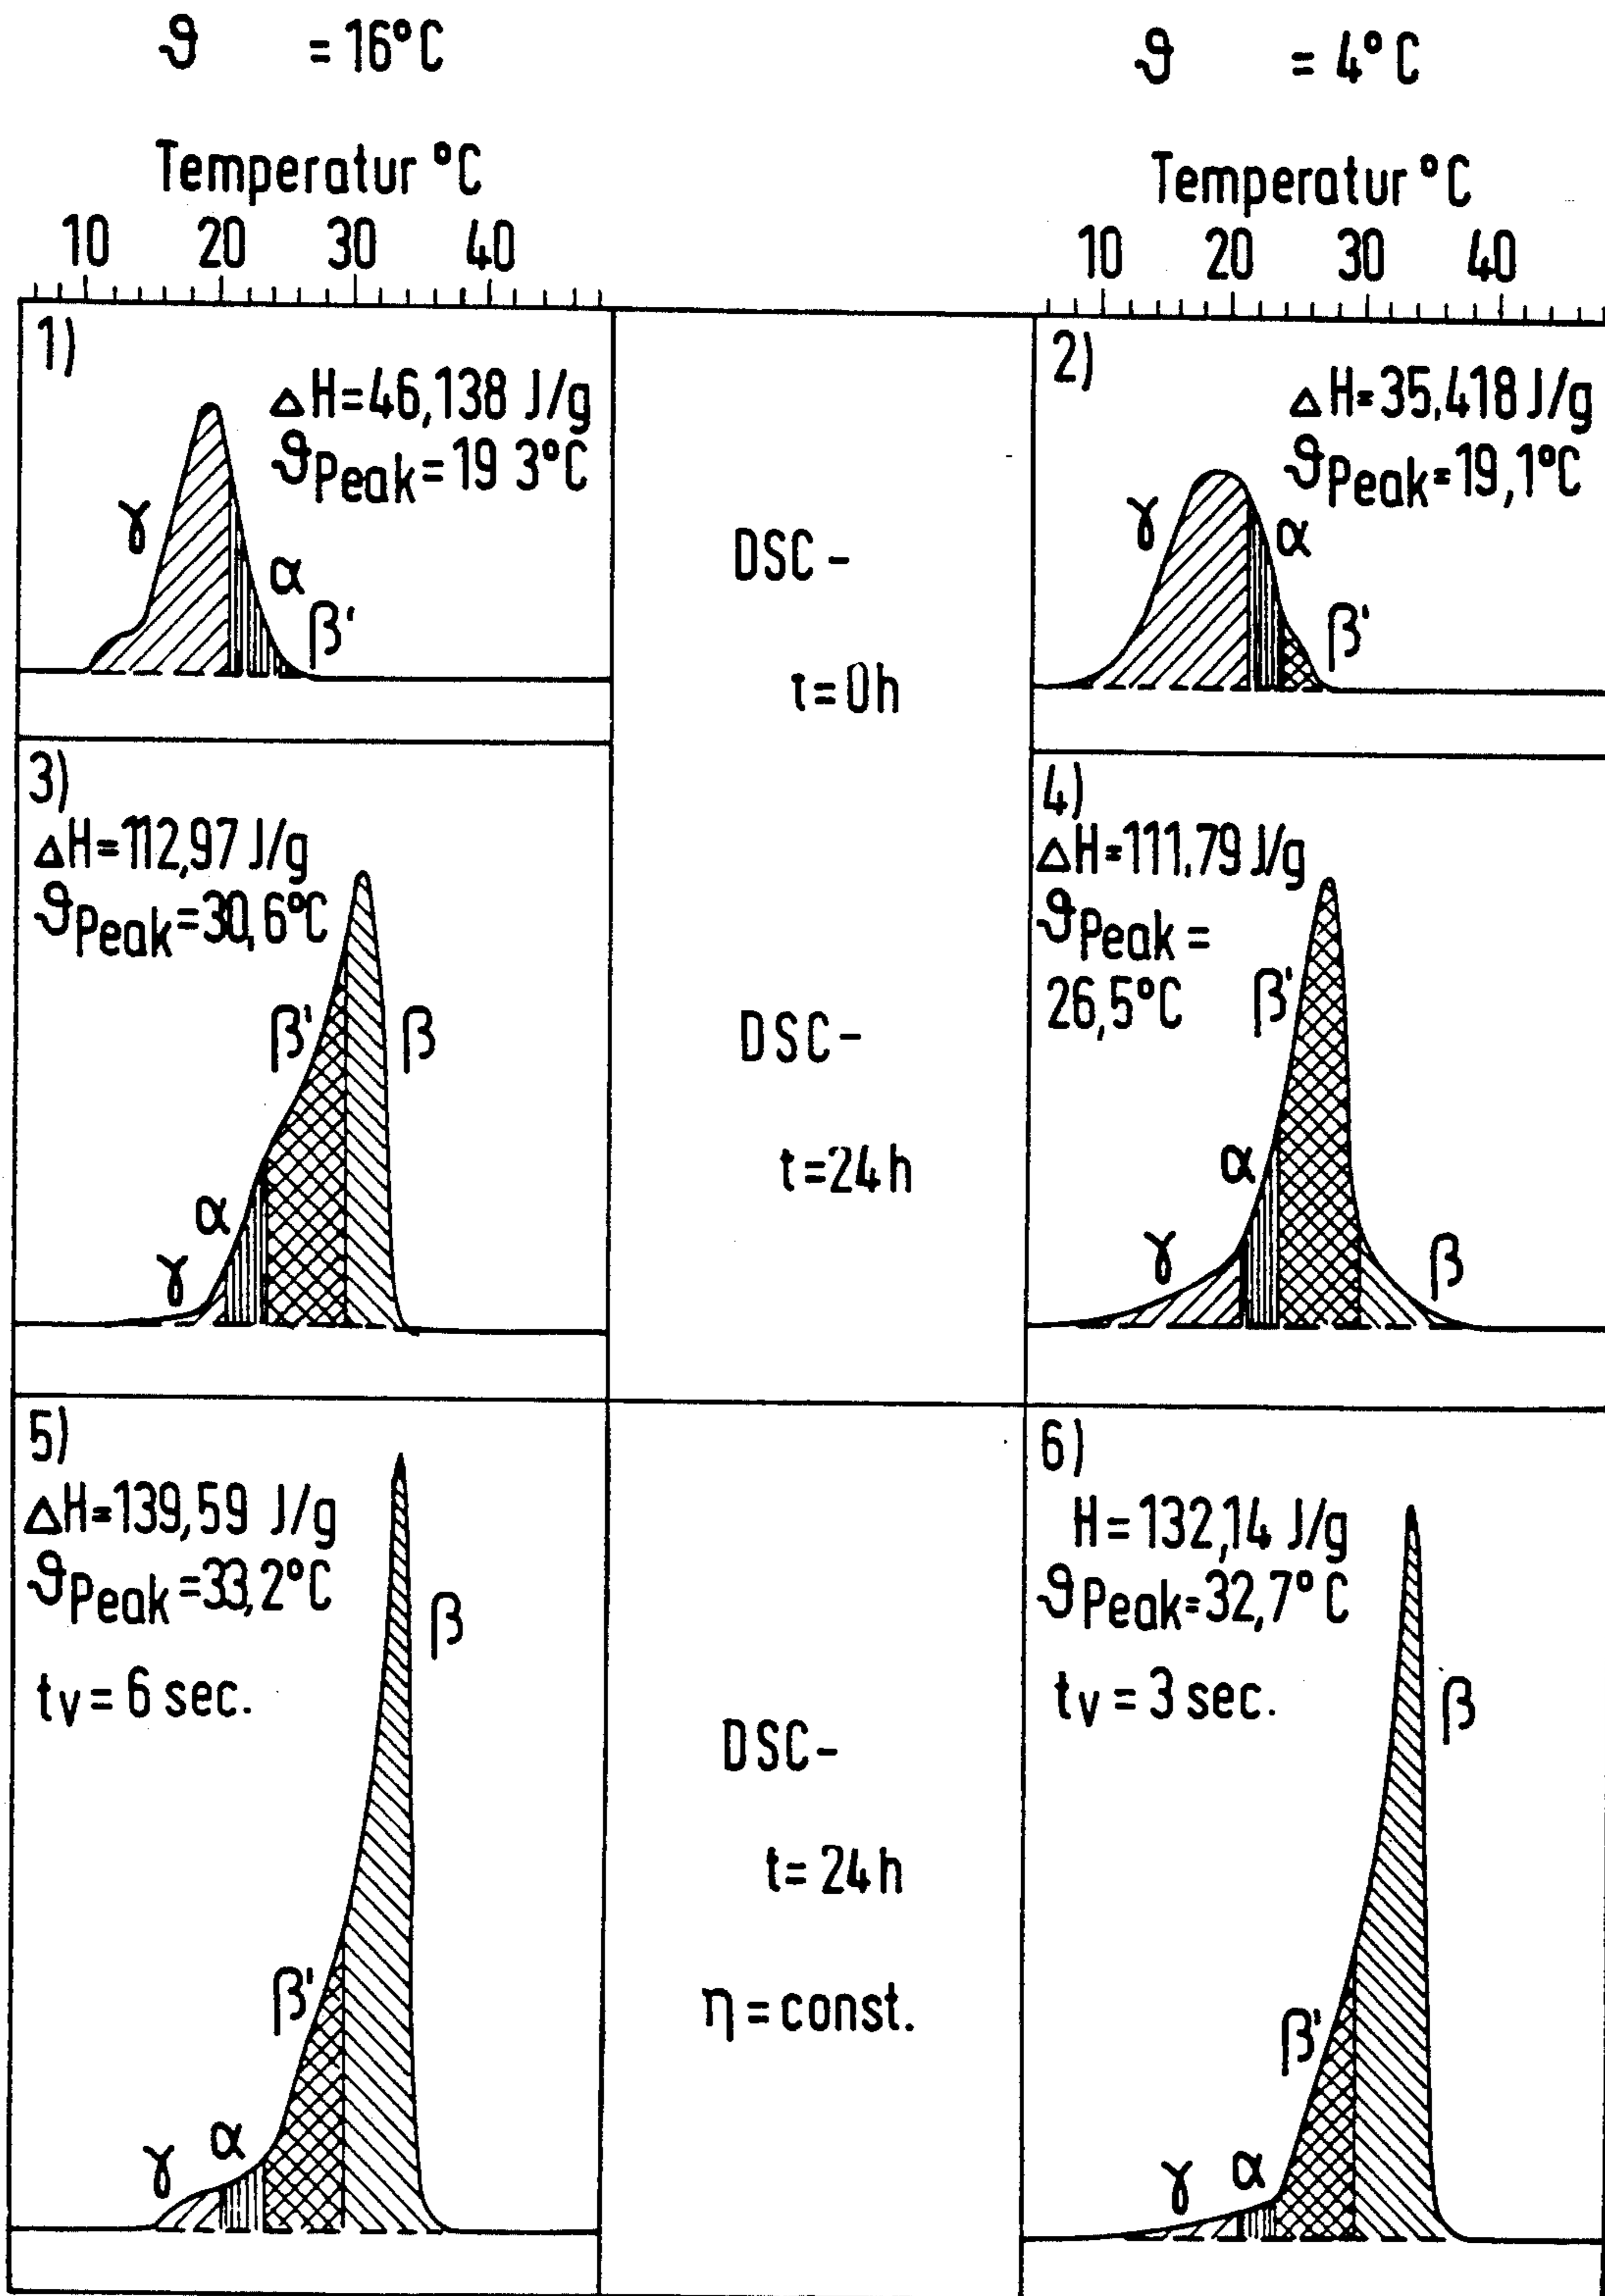 ϑ = 16°C
Temperatur °C
10 20 30 40
ϑ = 4°C
Temperatur °C
10 20 30 40
1)
ΔH=46,138 J/g
ϑPeak=19 3°C
γ
α
β'
DSC-
t=0h
2)
ΔH=35,418 J/g
ϑPeak=19,1°C
γ
α
β'
3)
ΔH=112,97 J/g
ϑPeak=30,6°C
β'
β
α
γ
DSC-
t=24h
4)
ΔH=111,79 J/g
ϑPeak=
26,5°C
β'
α
γ
β
5)
ΔH=139,59 J/g
ϑPeak=33,2°C
β
tv=6 sec.
β'
α
γ
DSC-
t=24h
η=const.
6)
H=132,14 J/g
ϑPeak=32,7°C
tv=3 sec.
β
β'
α
γ